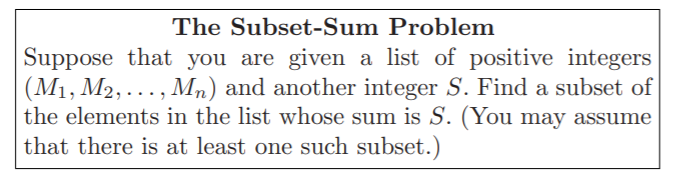 The Subset-Sum Problem
Suppose that you are given a list of positive integers
(M₁, M₂, . . . , Mₙ) and another integer S. Find a subset of
the elements in the list whose sum is S. (You may assume
that there is at least one such subset.)